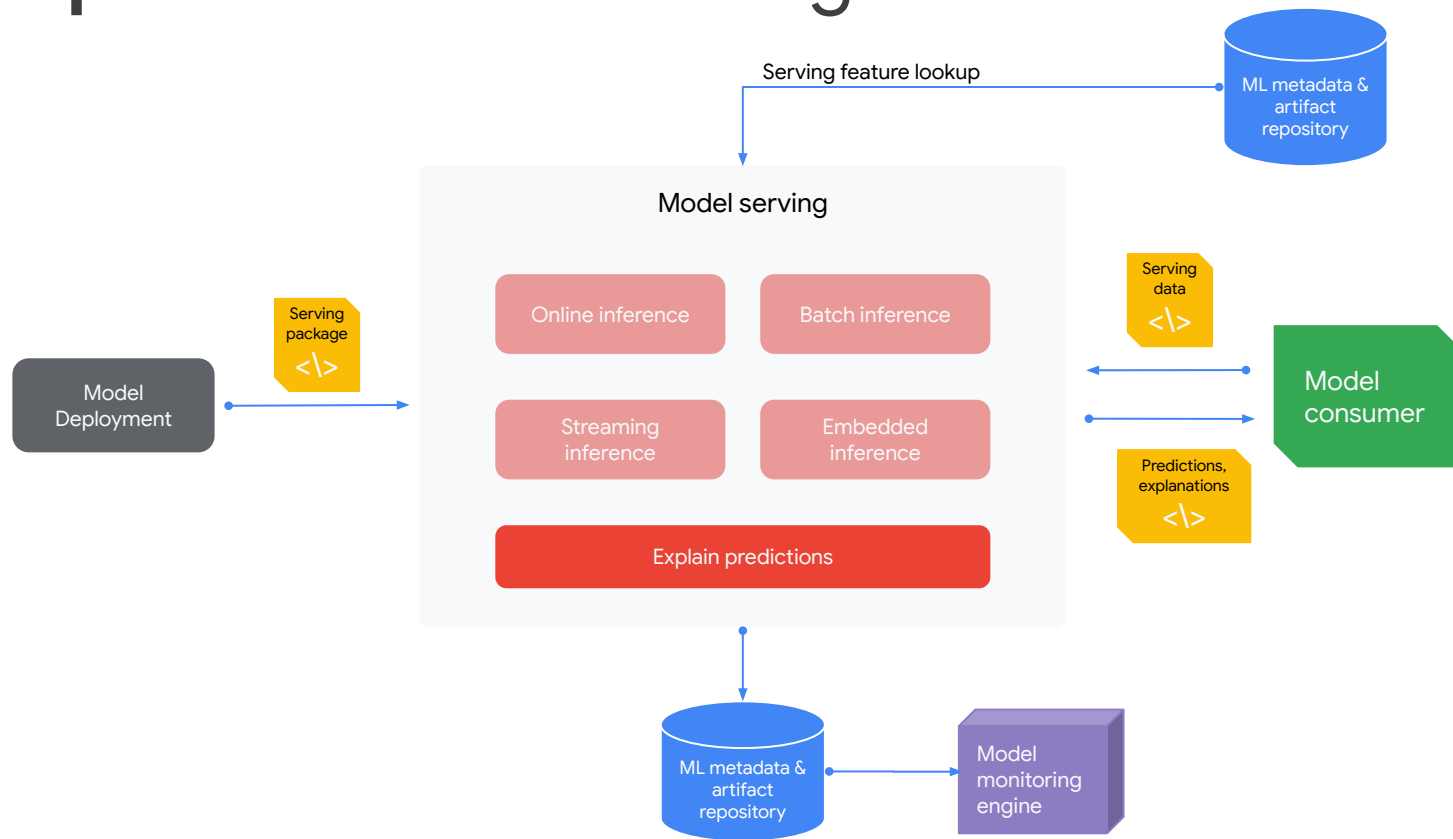 Serving feature lookup
ML metadata &
artifact
repository
Model serving
Online inference
Batch inference
Streaming
inference
Embedded
inference
Explain predictions
Serving
package
<\>
Model
Deployment
Serving
data
<\>
Model
consumer
Predictions,
explanations
<\>
ML metadata &
artifact
repository
Model
monitoring
engine